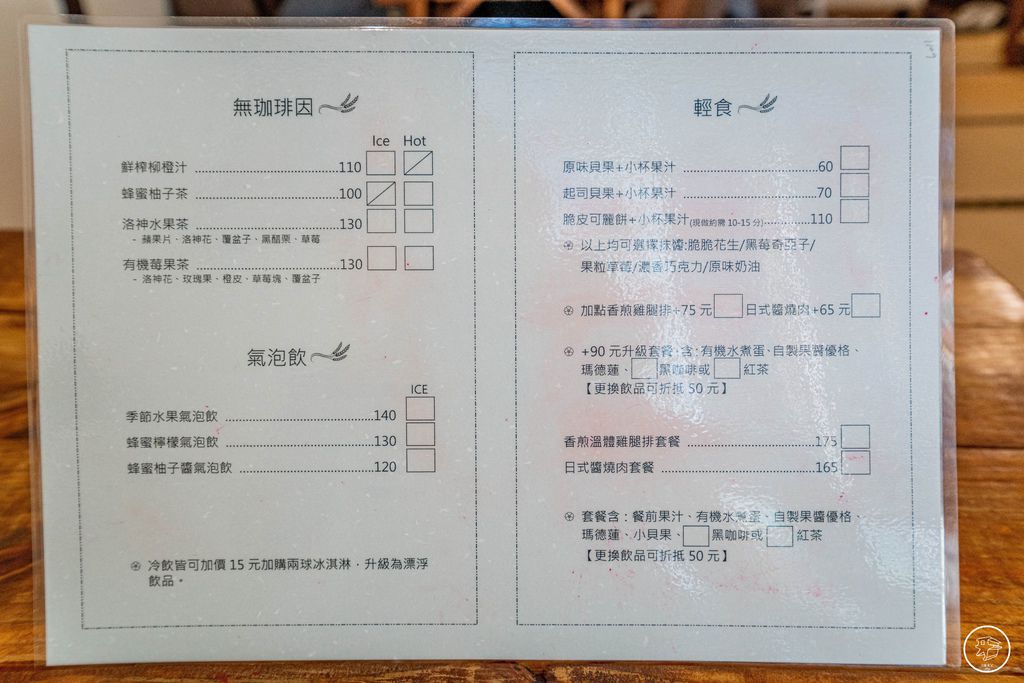 無珈琲因
Ice Hot
鮮榨柳橙汁 ........................................110
蜂蜜柚子茶 ........................................100
洛神水果茶 ........................................130
- 蘋果片、洛神花、覆盆子、黑醋栗、草莓
有機莓果茶 ........................................130
- 洛神花、玫瑰果、橙皮、草莓塊、覆盆子
氣泡飲
ICE
季節水果氣泡飲 ........................................140
蜂蜜檸檬氣泡飲 ........................................130
蜂蜜柚子醬氣泡飲 ......................................120
冷飲皆可加價 15 元加購兩球冰淇淋,升級為漂浮
飲品。
輕食
原味貝果+小杯果汁 ........................................60
起司貝果+小杯果汁 ........................................70
脆皮可麗餅+小杯果汁(現做約需 10-15 分)..............110
以上均可選擇抹醬:脆脆花生/黑莓奇亞子/
果粒草莓/濃香巧克力/原味奶油
加點香煎雞腿排+75 元 日式醬燒肉+65 元
+90 元升級套餐,含:有機水煮蛋、自製果醬優格、
瑪德蓮、 黑咖啡或 紅茶
【更換飲品可折抵 50 元】
香煎溫體雞腿排套餐 ........................................175
日式醬燒肉套餐 ........................................165
套餐含:餐前果汁、有機水煮蛋、自製果醬優格、
瑪德蓮、小貝果、 黑咖啡或 紅茶
【更換飲品可折抵 50 元】